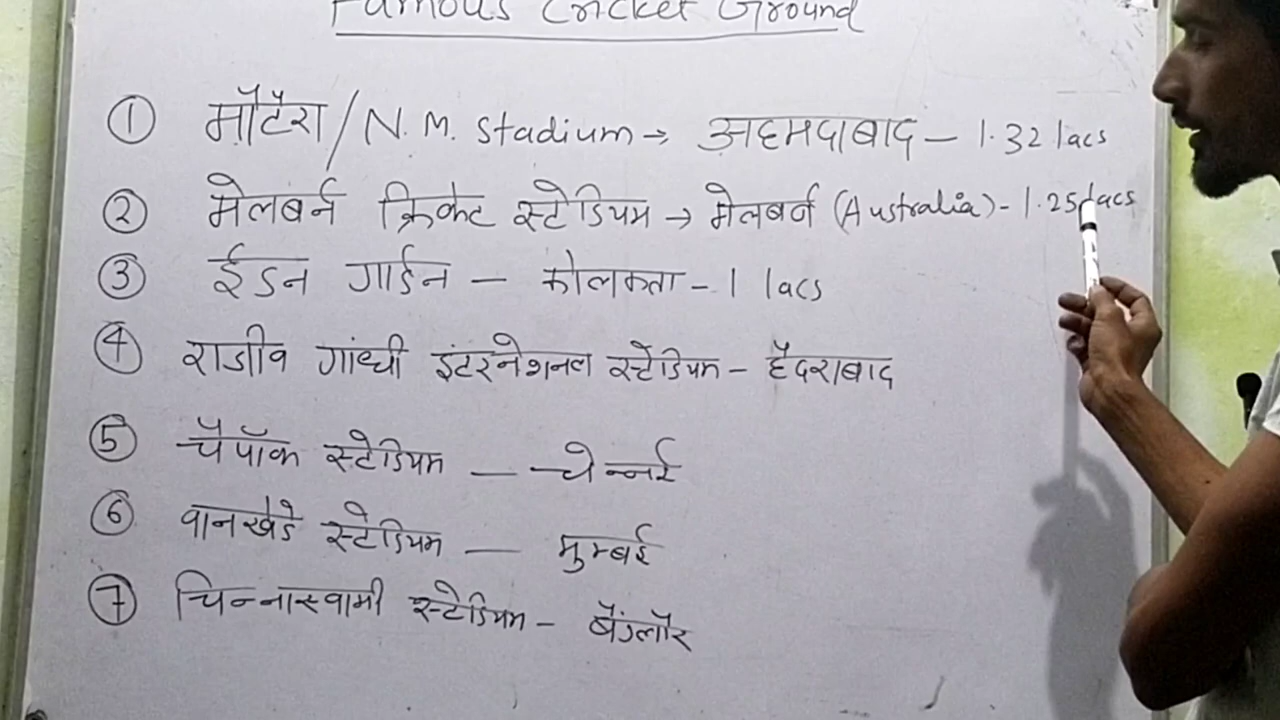 Famous Cricket Ground
① मौटेरा / N. M. Stadium → अहमदाबाद – 1.32 lacs
② मेलबर्न क्रिकेट स्टेडियम → मेलबर्न (Australia) - 1.25 lacs
③ ईडन गार्डन – कोलकता - 1 lacs
④ राजीव गांधी इंटरनेशनल स्टेडियम – हैदराबाद
⑤ चैपॉक स्टेडियम – चेन्नई
⑥ वानखेडे स्टेडियम – मुम्बई
⑦ चिन्नास्वामी स्टेडियम – बैंग्लौर